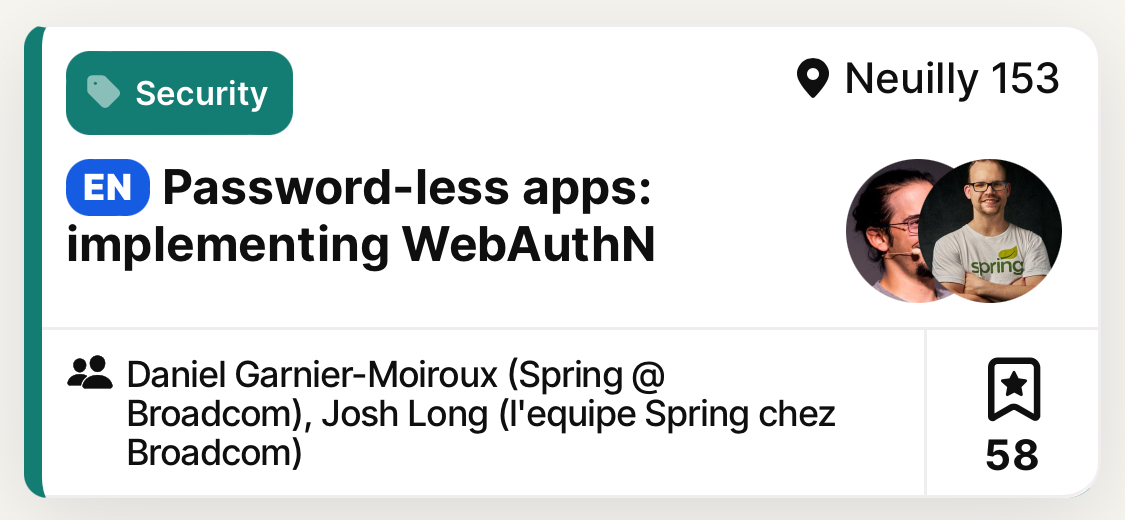 Security
Neuilly 153
EN Password-less apps:
implementing WebAuthN
spring
Daniel Garnier-Moiroux (Spring @
Broadcom), Josh Long (l'equipe Spring chez
Broadcom)
58